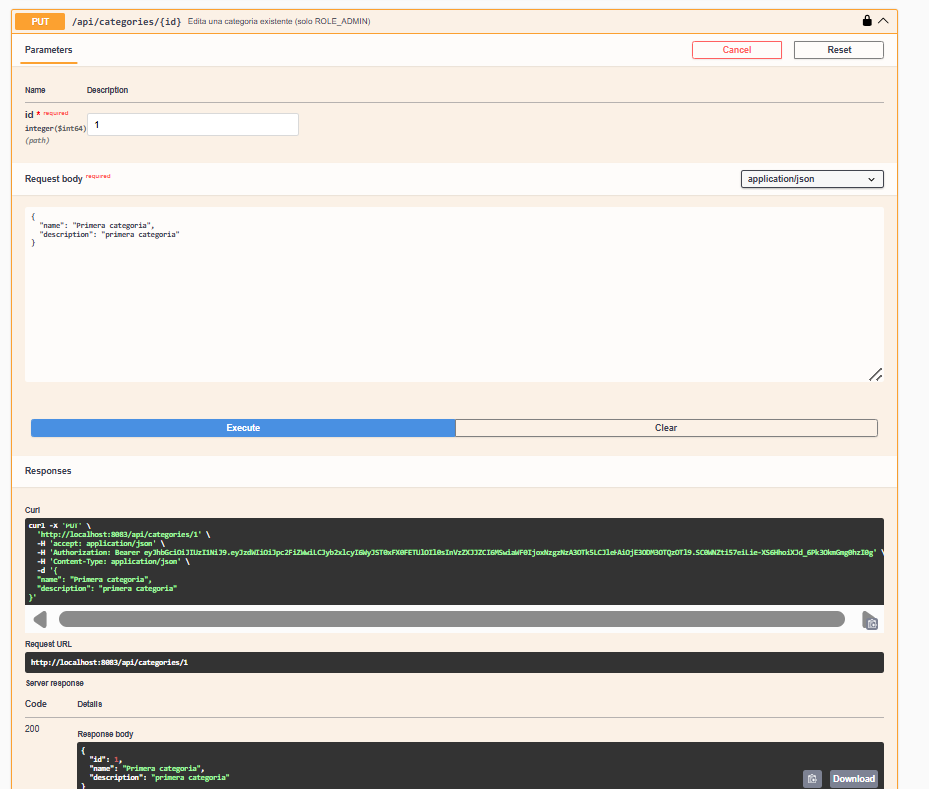 PUT /api/categories/{id} Edita una categoria existente (solo ROLE_ADMIN)
Parameters
Cancel
Reset
Name Description
id * required
integer($int64)
(path)
1
Request body required
application/json
{
"name": "Primera categoria",
"description": "primera categoria"
}
Execute
Clear
Responses
Curl
curl -X 'PUT' \
'http://localhost:8083/api/categories/1' \
-H 'accept: application/json' \
-H 'Authorization: Bearer
-H 'Content-Type: application/json' \
-d '{
"name": "Primera categoria",
"description": "primera categoria"
}'
Request URL
http://localhost:8083/api/categories/1
Server response
Code Details
200
Response body
{
"id": 1,
"name": "Primera categoria",
"description": "primera categoria"
}
Download